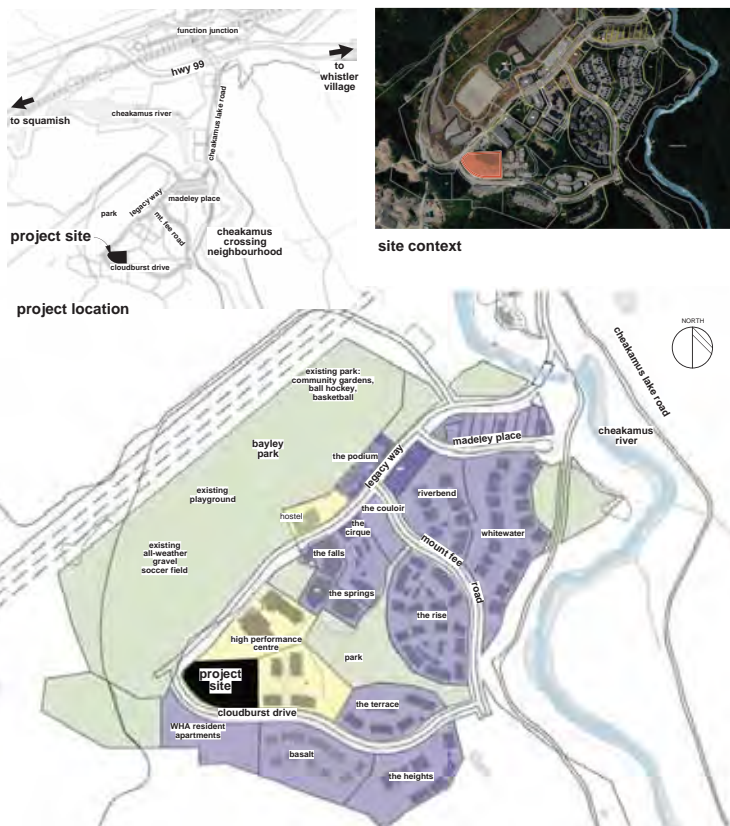 function junction
hwy 99
to
whistler
village
to squamish
cheakamus river
cheakamus lake road
legacy way
madeley place
park
mt. fee road
project site
cheakamus
crossing
neighbourhood
cloudburst drive
project location
site context
NORTH
existing park:
community gardens,
ball hockey,
basketball
cheakamus lake road
cheakamus
river
bayley
park
the podium
legacy way
madeley place
existing
playground
riverbend
hostel
the couloir
the
cirque
whitewater
existing
all-weather
gravel
soccer field
the falls
mount fee
road
the springs
the rise
high performance
centre
park
project
site
the terrace
cloudburst drive
WHA resident
apartments
basalt
the heights